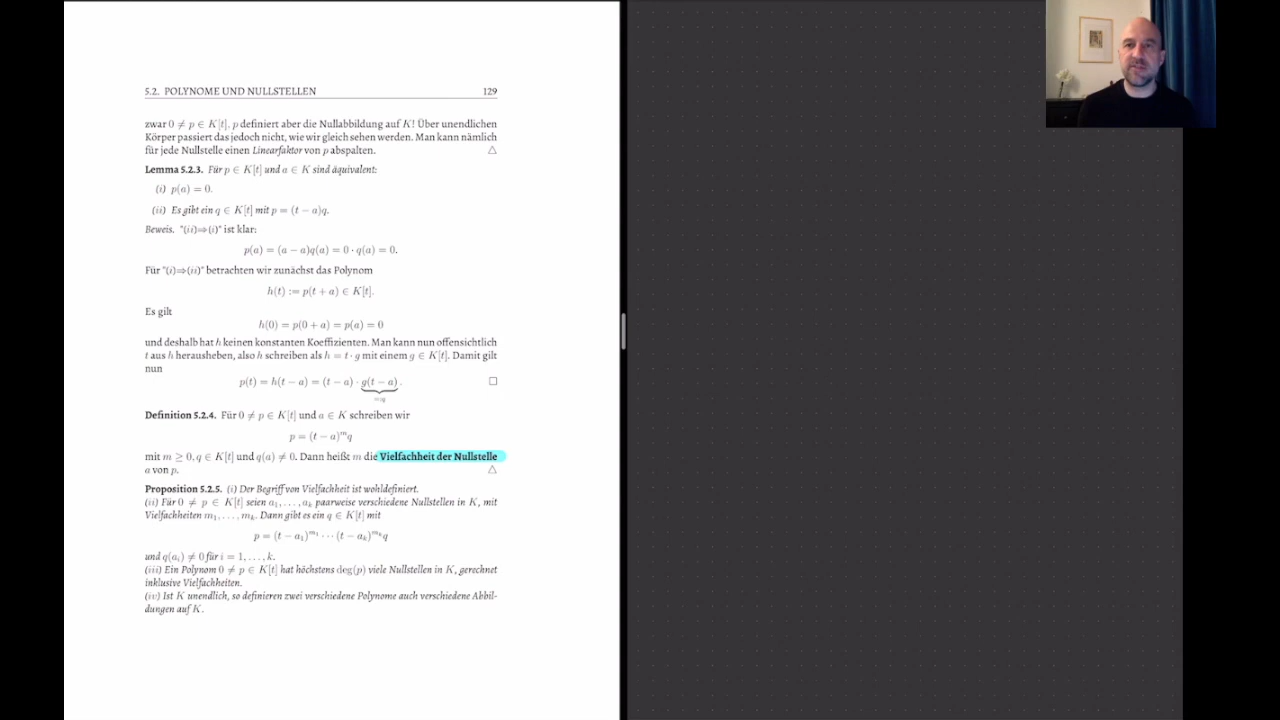 5.2. POLYNOME UND NULLSTELLEN 129
zwar 0 ≠ p ∈ K[t], p definiert aber die Nullabbildung auf K! Über unendlichen
Körper passiert das jedoch nicht, wie wir gleich sehen werden. Man kann nämlich
für jede Nullstelle einen Linearfaktor von p abspalten. △
Lemma 5.2.3. Für p ∈ K[t] und a ∈ K sind äquivalent:
(i) p(a) = 0.
(ii) Es gibt ein q ∈ K[t] mit p = (t − a)q.
Beweis. "(ii)⇒(i)" ist klar:
p(a) = (a − a)q(a) = 0 · q(a) = 0.
Für "(i)⇒(ii)" betrachten wir zunächst das Polynom
h(t) := p(t + a) ∈ K[t].
Es gilt
h(0) = p(0 + a) = p(a) = 0
und deshalb hat h keinen konstanten Koeffizienten. Man kann nun offensichtlich
t aus h herausheben, also h schreiben als h = t · g mit einem g ∈ K[t]. Damit gilt
nun
p(t) = h(t − a) = (t − a) · g(t − a) . □
=:q
Definition 5.2.4. Für 0 ≠ p ∈ K[t] und a ∈ K schreiben wir
p = (t − a)^m q
mit m ≥ 0, q ∈ K[t] und q(a) ≠ 0. Dann heißt m die Vielfachheit der Nullstelle
a von p. △
Proposition 5.2.5. (i) Der Begriff von Vielfachheit ist wohldefiniert.
(ii) Für 0 ≠ p ∈ K[t] seien a₁, . . . , aₖ paarweise verschiedene Nullstellen in K, mit
Vielfachheiten m₁, . . . , mₖ. Dann gibt es ein q ∈ K[t] mit
p = (t − a₁)^{m₁} · · · (t − aₖ)^{mₖ} q
und q(aᵢ) ≠ 0 für i = 1, . . . , k.
(iii) Ein Polynom 0 ≠ p ∈ K[t] hat höchstens deg(p) viele Nullstellen in K, gerechnet
inklusive Vielfachheiten.
(iv) Ist K unendlich, so definieren zwei verschiedene Polynome auch verschiedene Abbil-
dungen auf K.